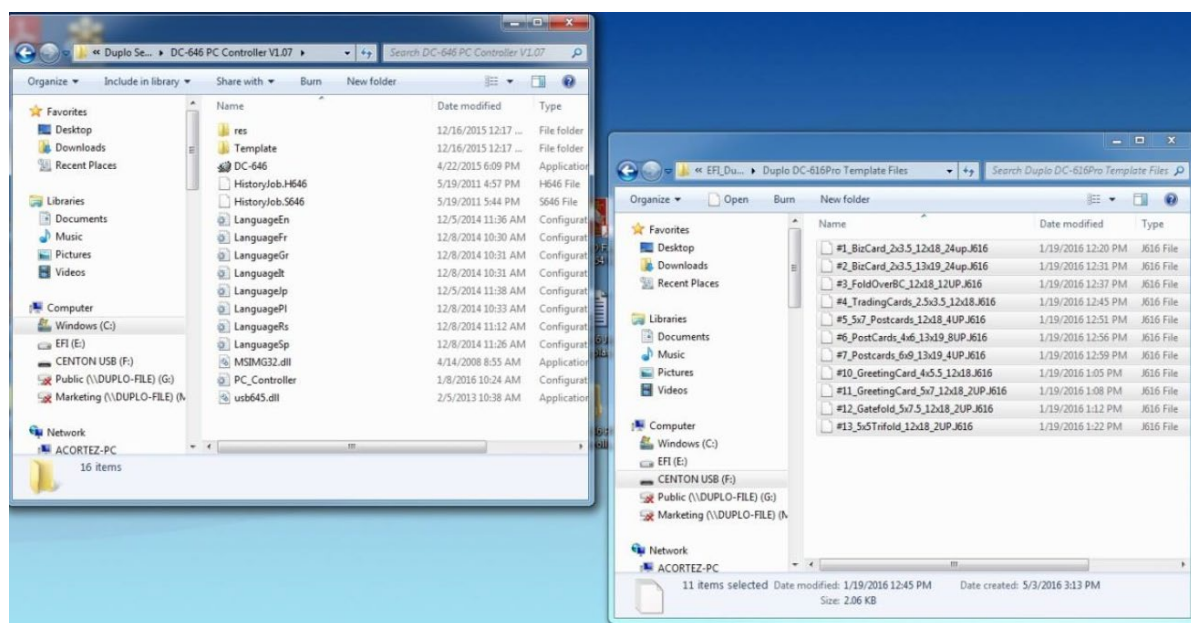 « Duplo Se... ▸ DC-646 PC Controller V1.07 ▸
Search DC-646 PC Controller V1.07
Organize Include in library Share with Burn New folder
Favorites
Desktop
Downloads
Recent Places
Libraries
Documents
Music
Pictures
Videos
Computer
Windows (C:)
EFI (E:)
CENTON USB (F:)
Public (\\DUPLO-FILE) (G:)
Marketing (\\DUPLO-FILE) (M
Network
ACORTEZ-PC
Name Date modified Type
res 12/16/2015 12:17 ... File folder
Template 12/16/2015 12:17 ... File folder
DC-646 4/22/2015 6:09 PM Application
HistoryJob.H646 5/19/2011 4:57 PM H646 File
HistoryJob.S646 5/19/2011 5:44 PM S646 File
LanguageEn 12/5/2014 11:36 AM Configurat
LanguageFr 12/8/2014 10:30 AM Configurat
LanguageGr 12/8/2014 10:31 AM Configurat
LanguageIt 12/8/2014 10:31 AM Configurat
LanguageJp 12/5/2014 11:38 AM Configurat
LanguagePl 12/8/2014 10:33 AM Configurat
LanguageRs 12/8/2014 11:12 AM Configurat
LanguageSp 12/8/2014 11:26 AM Configurat
MSIMG32.dll 4/14/2008 8:55 AM Application
PC_Controller 1/8/2016 10:24 AM Configurat
usb645.dll 2/5/2013 10:38 AM Application
16 items
« EFI_Du... ▸ Duplo DC-616Pro Template Files
Search Duplo DC-616Pro Template Files
Organize Open Burn New folder
Favorites
Desktop
Downloads
Recent Places
Libraries
Documents
Music
Pictures
Videos
Computer
Windows (C:)
EFI (E:)
CENTON USB (F:)
Public (\\DUPLO-FILE) (G:)
Marketing (\\DUPLO-FILE) (M
Network
ACORTEZ-PC
Name Date modified Type
#1_BizCard_2x3.5_12x18_24up.J616 1/19/2016 12:20 PM J616 File
#2_BizCard_2x3.5_13x19_24up.J616 1/19/2016 12:31 PM J616 File
#3_FoldOverBC_12x18_12UP.J616 1/19/2016 12:37 PM J616 File
#4_TradingCards_2.5x3.5_12x18.J616 1/19/2016 12:45 PM J616 File
#5_5x7_Postcards_12x18_4UP.J616 1/19/2016 12:51 PM J616 File
#6_PostCards_4x6_13x19_8UP.J616 1/19/2016 12:56 PM J616 File
#7_Postcards_6x9_13x19_4UP.J616 1/19/2016 12:59 PM J616 File
#10_GreetingCard_4x5.5_12x18.J616 1/19/2016 1:05 PM J616 File
#11_GreetingCard_5x7_12x18_2UP.J616 1/19/2016 1:08 PM J616 File
#12_Gatefold_5x7.5_12x18_2UP.J616 1/19/2016 1:12 PM J616 File
#13_5x5Trifold_12x18_2UP.J616 1/19/2016 1:22 PM J616 File
11 items selected Date modified: 1/19/2016 12:45 PM Date created: 5/3/2016 3:13 PM
Size: 2.06 KB